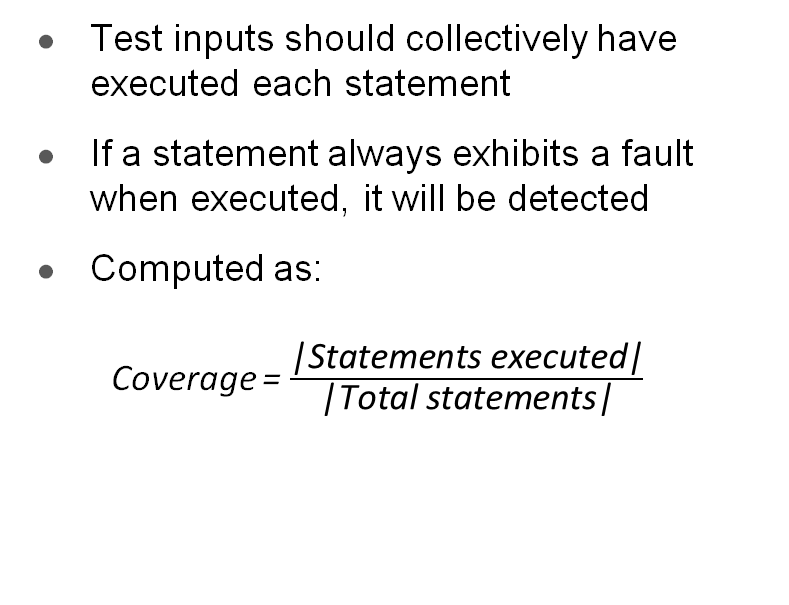 ● Test inputs should collectively have
executed each statement
● If a statement always exhibits a fault
when executed, it will be detected
● Computed as:
Coverage = |Statements executed|
|Total statements|